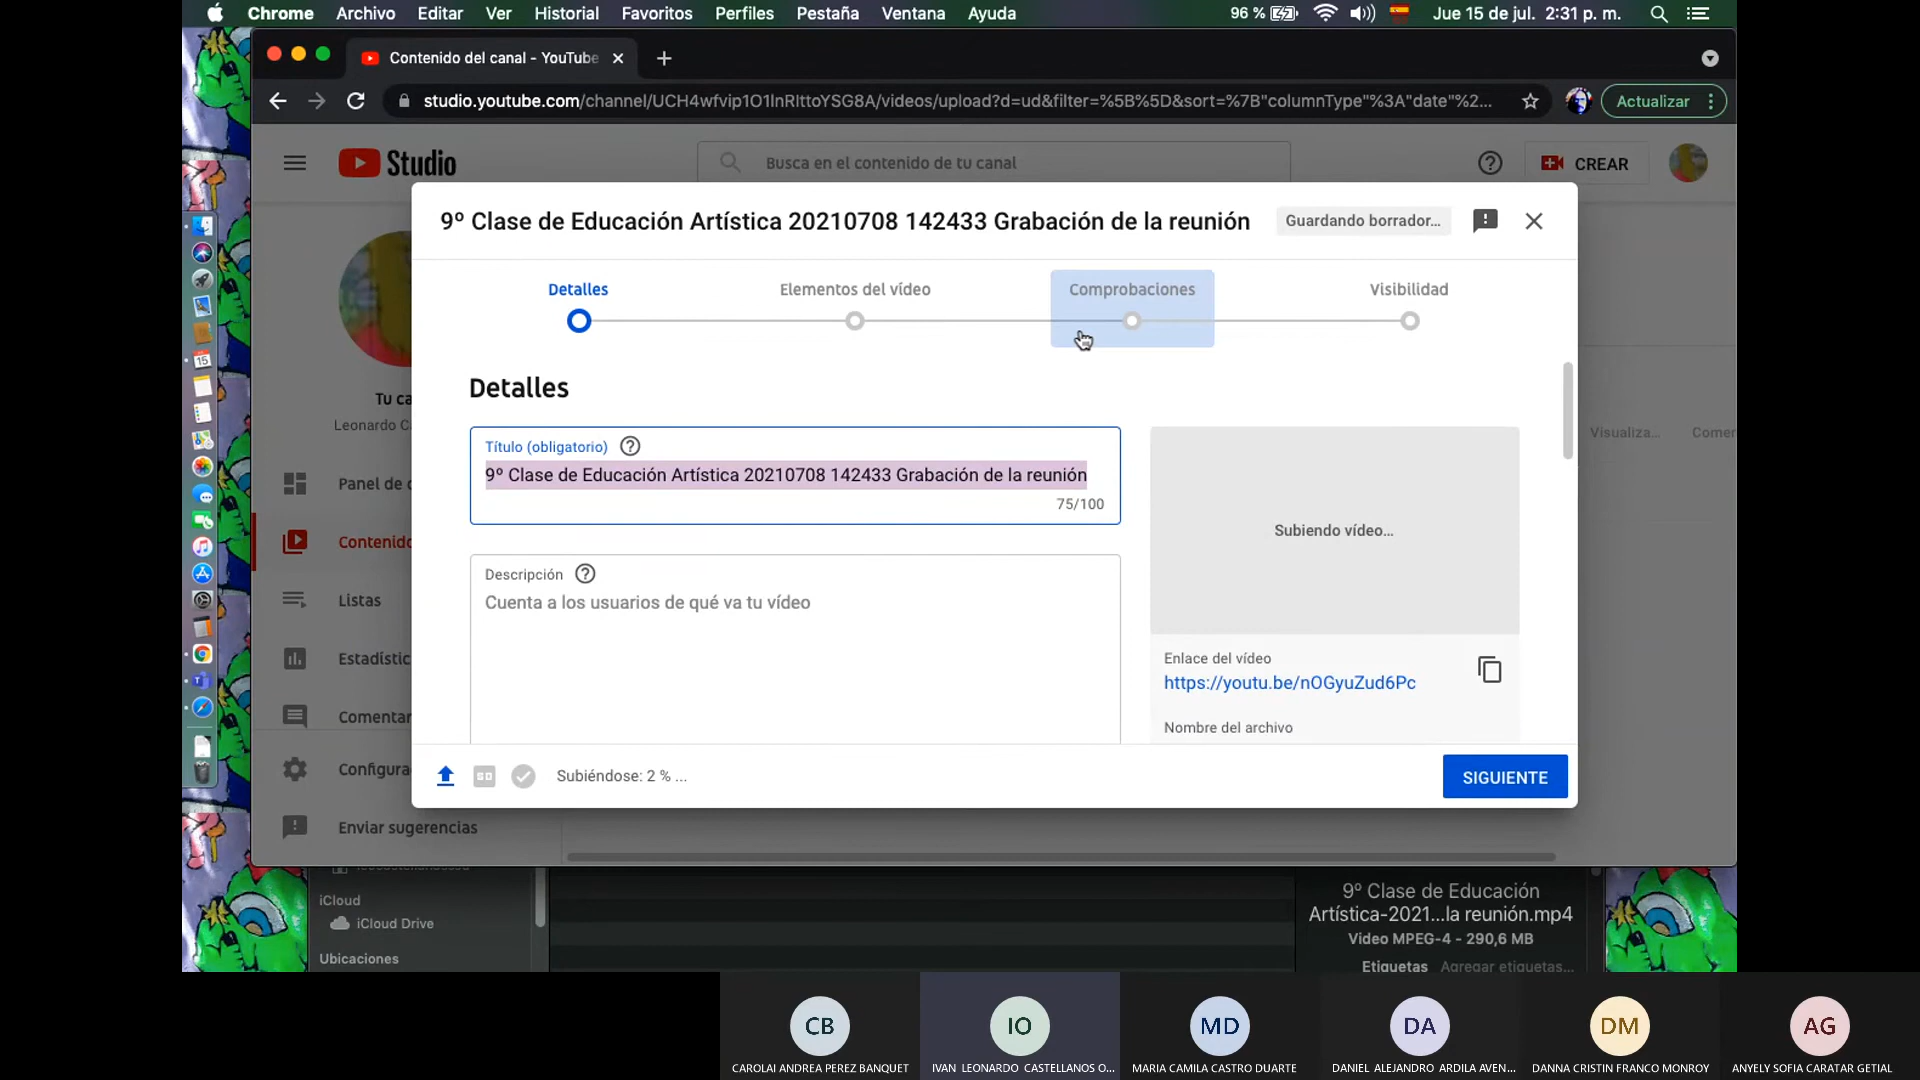 Chrome Archivo Editar Ver Historial Favoritos Perfiles Pestaña Ventana Ayuda 96 % Jue 15 de jul. 2:31 p. m.
Contenido del canal - YouTube
studio.youtube.com/channel/UCH4wfvip1O1lnRlttoYSG8A/videos/upload?d=ud&filter=%5B%5D&sort=%7B"columnType"%3A"date"%2...
Actualizar
Studio
Busca en el contenido de tu canal
CREAR
9º Clase de Educación Artística 20210708 142433 Grabación de la reunión
Guardando borrador...
Detalles
Elementos del vídeo
Comprobaciones
Visibilidad
Detalles
Título (obligatorio)
9º Clase de Educación Artística 20210708 142433 Grabación de la reunión
75/100
Descripción
Cuenta a los usuarios de qué va tu vídeo
Subiendo vídeo...
Enlace del vídeo
https://youtu.be/nOGyuZud6Pc
Nombre del archivo
Subiéndose: 2 % ...
SIGUIENTE
Tu ca
Leonardo C
Panel de c
Contenido
Listas
Estadístic
Comentar
Configura
Enviar sugerencias
Visualiza...
Comer
15
iCloud
iCloud Drive
Ubicaciones
9º Clase de Educación
Artística-2021...la reunión.mp4
Video MPEG-4 - 290,6 MB
Etiquetas Agregar etiquetas...
CB
IO
MD
DA
DM
AG
CAROLAI ANDREA PEREZ BANQUET
IVAN LEONARDO CASTELLANOS O...
MARIA CAMILA CASTRO DUARTE
DANIEL ALEJANDRO ARDILA AVEN...
DANNA CRISTIN FRANCO MONROY
ANYELY SOFIA CARATAR GETIAL